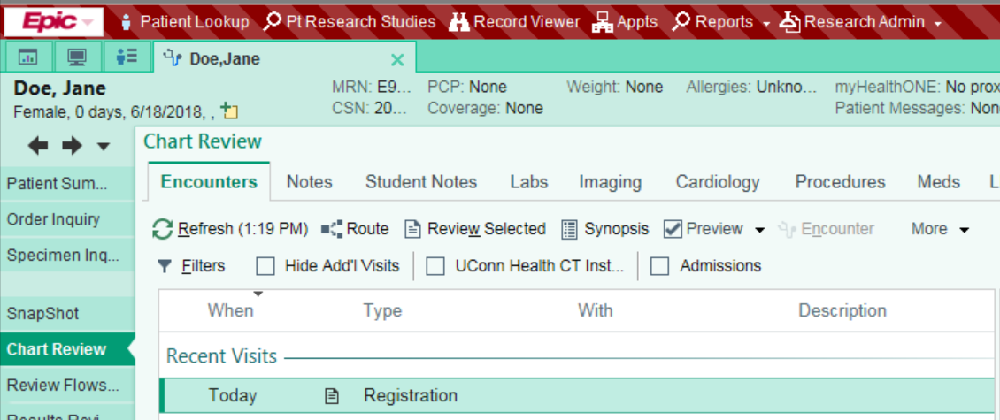 Epic Patient Lookup Pt Research Studies Record Viewer Appts Reports Research Admin
Doe,Jane
Doe, Jane MRN: E9... PCP: None Weight: None Allergies: Unkno... myHealthONE: No prox
Female, 0 days, 6/18/2018, , CSN: 20... Coverage: None Patient Messages: Non
Chart Review
Patient Sum... Encounters Notes Student Notes Labs Imaging Cardiology Procedures Meds L
Order Inquiry Refresh (1:19 PM) Route Review Selected Synopsis Preview Encounter More
Specimen Inq... Filters Hide Add'l Visits UConn Health CT Inst... Admissions
SnapShot When Type With Description
Chart Review Recent Visits
Review Flows... Today Registration
Results Revi